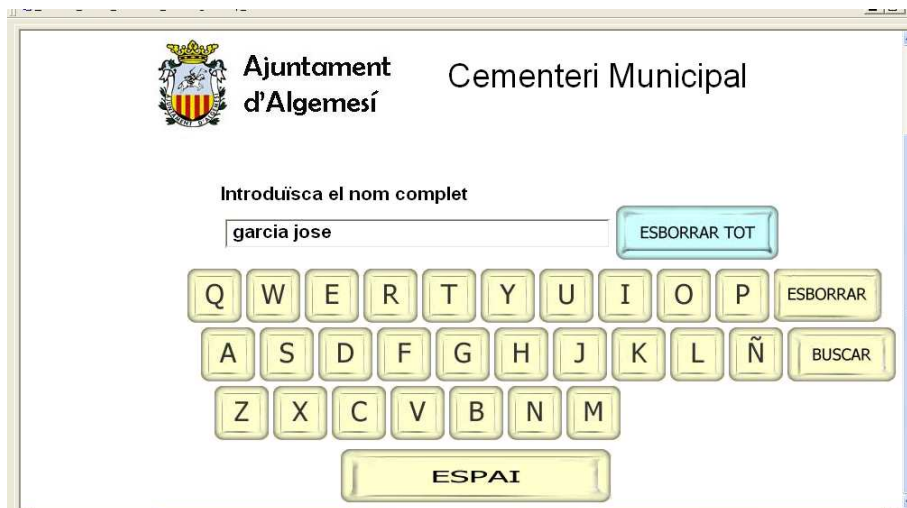 Ajuntament
d'Algemesí
Cementeri Municipal
Introduïsca el nom complet
garcia jose
ESBORRAR TOT
Q W E R T Y U I O P ESBORRAR
A S D F G H J K L Ñ BUSCAR
Z X C V B N M
ESPAI